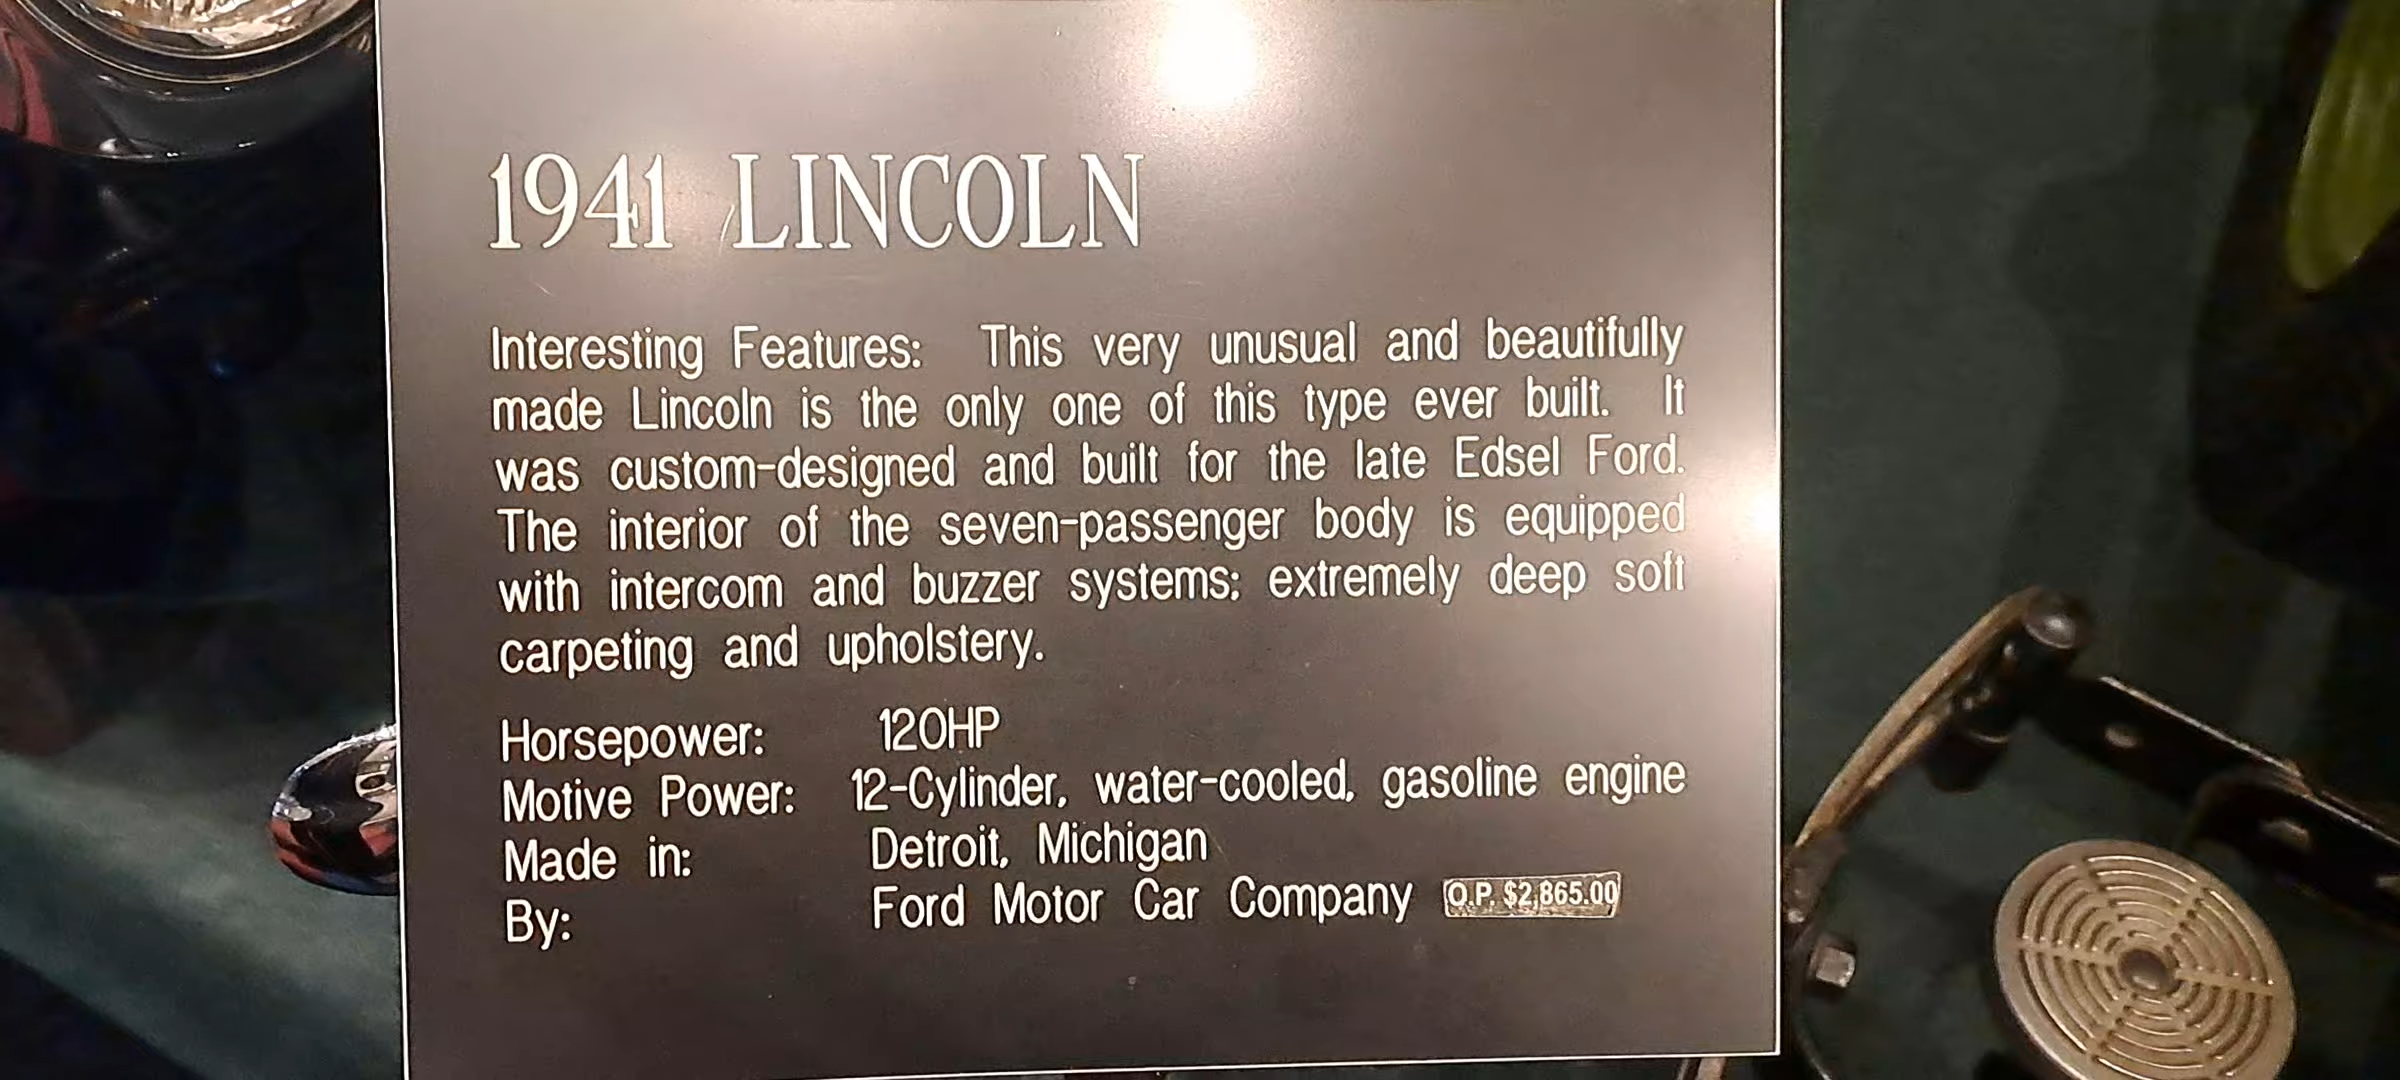 1941 LINCOLN
Interesting Features: This very unusual and beautifully
made Lincoln is the only one of this type ever built. It
was custom-designed and built for the late Edsel Ford.
The interior of the seven-passenger body is equipped
with intercom and buzzer systems; extremely deep soft
carpeting and upholstery.
Horsepower: 120HP
Motive Power: 12-Cylinder, water-cooled, gasoline engine
Made in: Detroit, Michigan
By: Ford Motor Car Company O.P. $2,865.00